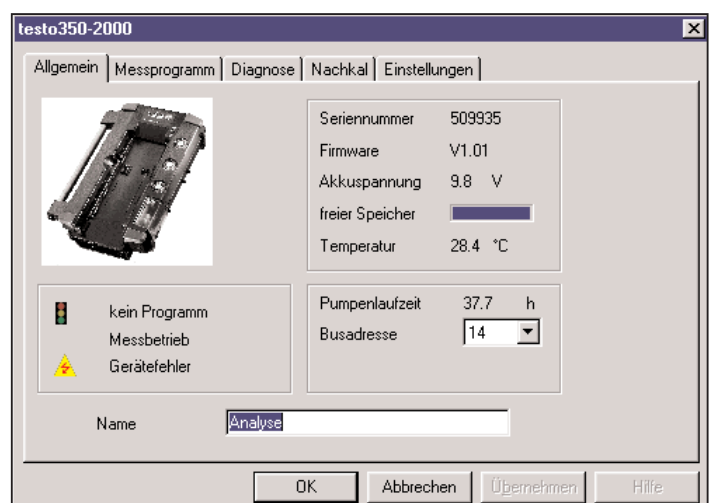 testo350-2000
Allgemein Messprogramm Diagnose Nachkal Einstellungen
Seriennummer 509935
Firmware V1.01
Akkuspannung 9.8 V
freier Speicher
Temperatur 28.4 °C
kein Programm
Messbetrieb
Gerätefehler
Pumpenlaufzeit 37.7 h
Busadresse 14
Name Analyse
OK Abbrechen Übernehmen Hilfe